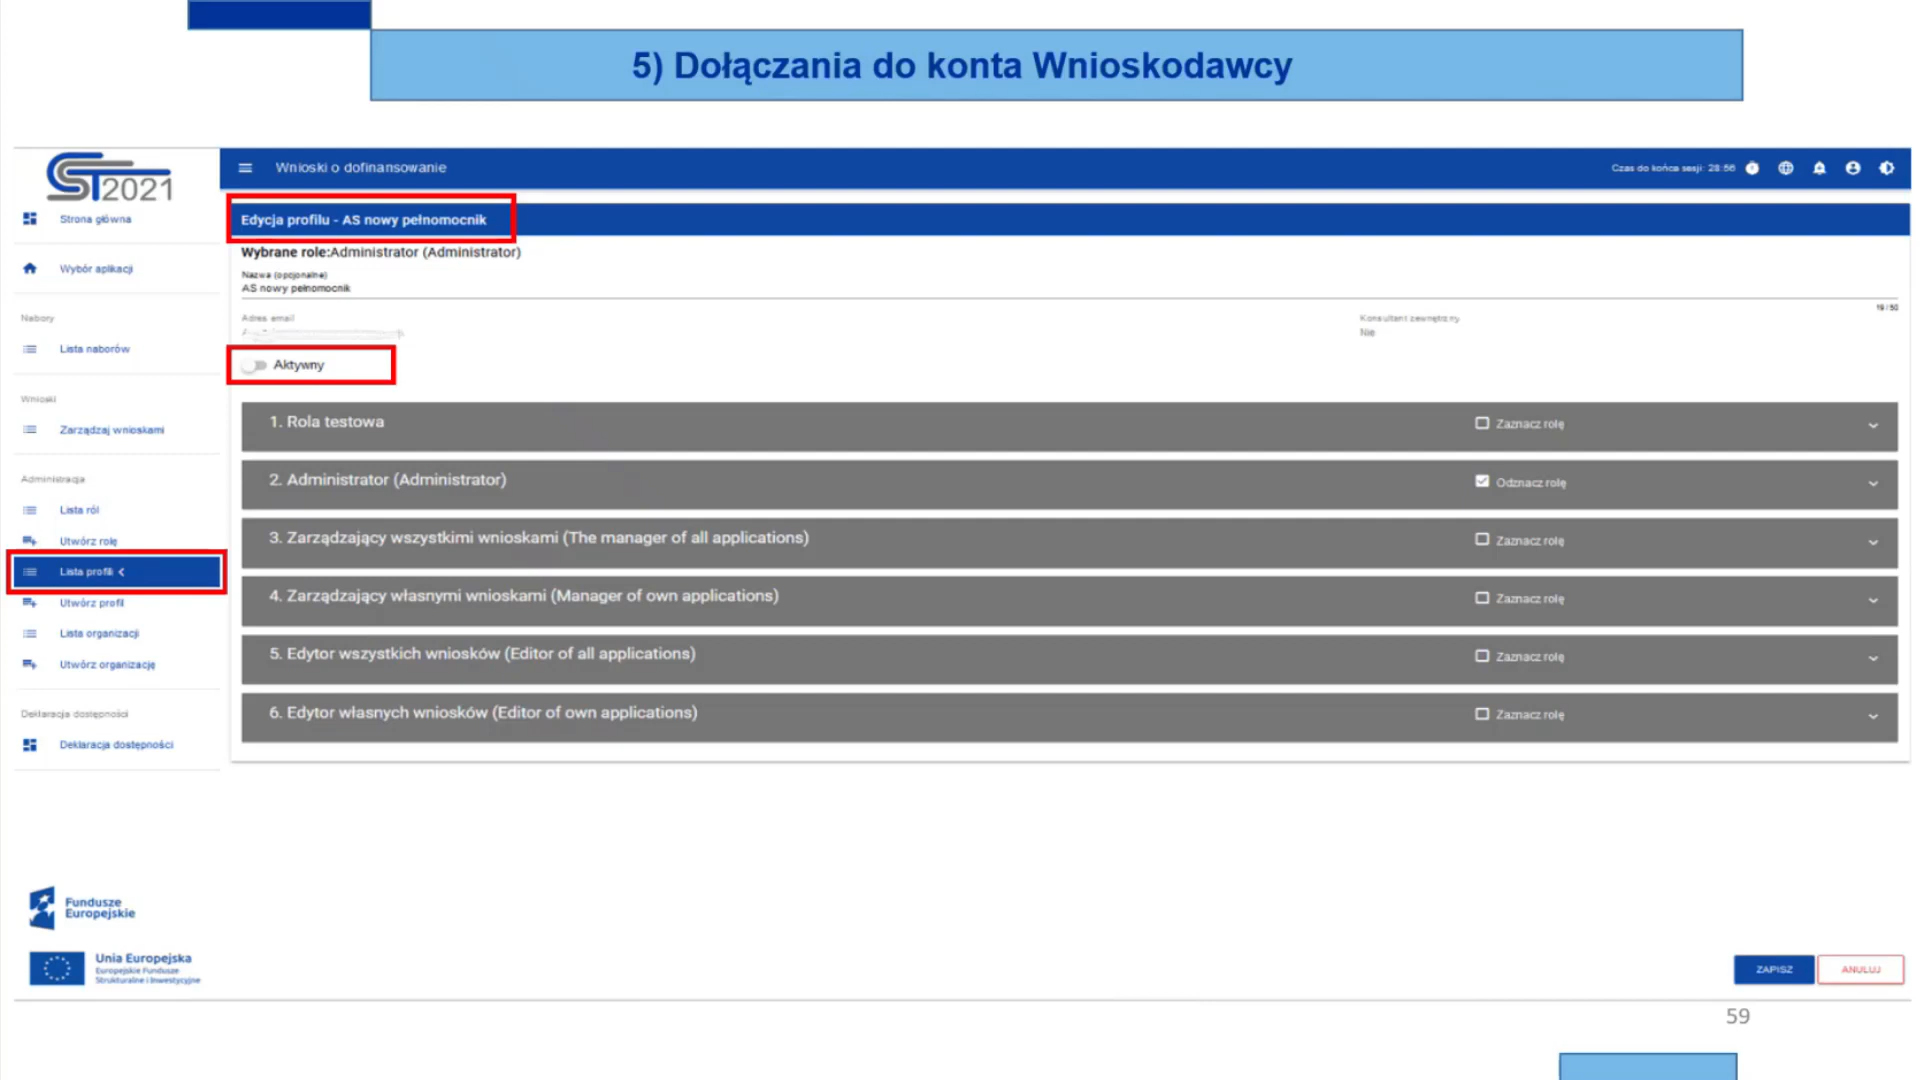 5) Dołączania do konta Wnioskodawcy
ST2021
Wnioski o dofinansowanie
Czas do końca sesji: 28:56
Strona główna
Wybór aplikacji
Nabory
Lista naborów
Wnioski
Zarządzaj wnioskami
Administracja
Lista ról
Utwórz rolę
Lista profili <
Utwórz profil
Lista organizacji
Utwórz organizację
Deklaracja dostępności
Deklaracja dostępności
Edycja profilu - AS nowy pełnomocnik
Wybrane role:Administrator (Administrator)
Nazwa (opcjonalne)
AS nowy pełnomocnik
19 / 50
Adres email
Konsultant zewnętrzny
Nie
Aktywny
1. Rola testowa
Zaznacz rolę
2. Administrator (Administrator)
Odznacz rolę
3. Zarządzający wszystkimi wnioskami (The manager of all applications)
Zaznacz rolę
4. Zarządzający własnymi wnioskami (Manager of own applications)
Zaznacz rolę
5. Edytor wszystkich wniosków (Editor of all applications)
Zaznacz rolę
6. Edytor własnych wniosków (Editor of own applications)
Zaznacz rolę
Fundusze
Europejskie
Unia Europejska
Europejskie Fundusze
Strukturalne i Inwestycyjne
ZAPISZ
ANULUJ
59